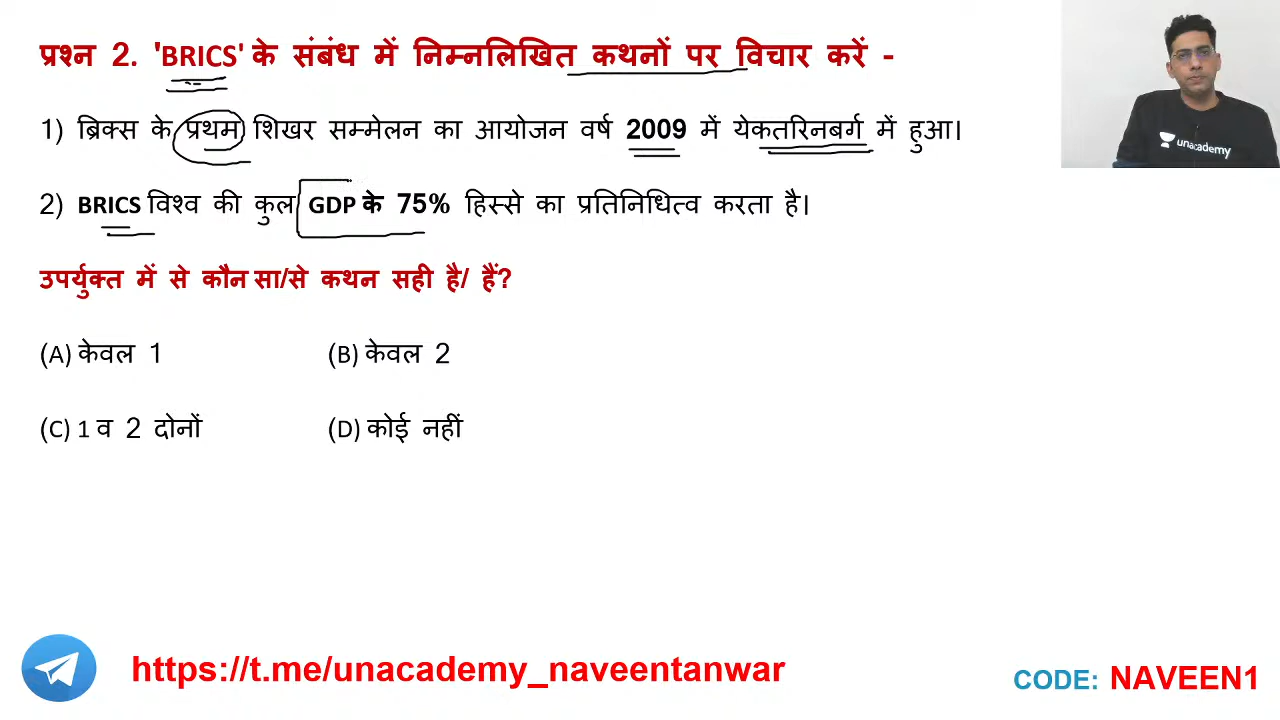 प्रश्न 2. 'BRICS' के संबंध में निम्नलिखित कथनों पर विचार करें -
unacademy
1) ब्रिक्स के प्रथम शिखर सम्मेलन का आयोजन वर्ष 2009 में येकतरिनबर्ग में हुआ।
2) BRICS विश्व की कुल GDP के 75% हिस्से का प्रतिनिधित्व करता है।
उपर्युक्त में से कौन सा/से कथन सही है/ हैं?
(A) केवल 1 (B) केवल 2
(C) 1 व 2 दोनों (D) कोई नहीं
https://t.me/unacademy_naveentanwar
CODE: NAVEEN1